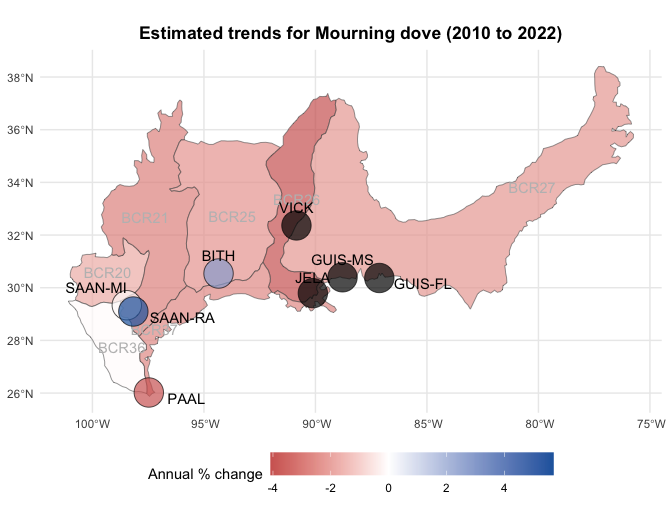 Estimated trends for Mourning dove (2010 to 2022)
38°N
36°N
34°N
32°N
30°N
28°N
26°N
BCR27
BCR26
VICK
BCR21
BCR25
BITH
GUIS-MS
BCR20
JELA
GUIS-FL
SAAN-MI
SAAN-RA
BCR37
BCR36
PAAL
100°W
95°W
90°W
85°W
80°W
75°W
Annual % change
-4
-2
0
2
4